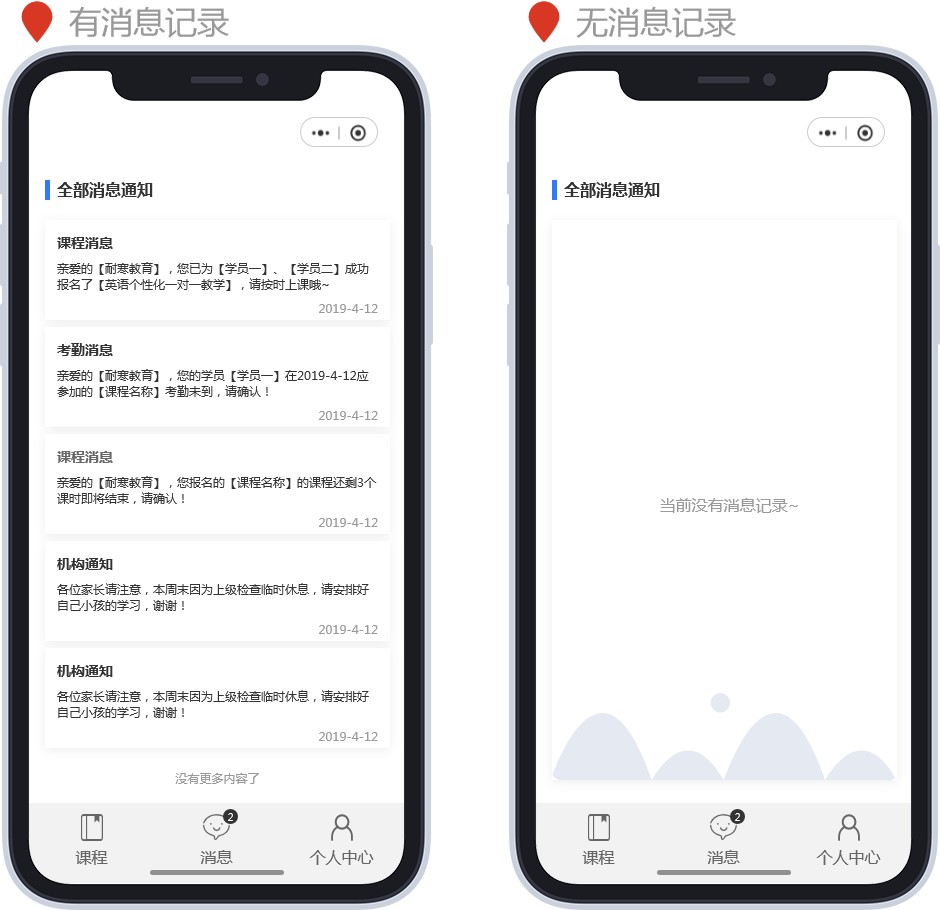 有消息记录
全部消息通知
课程消息
亲爱的【耐寒教育】，您已为【学员一】、【学员二】成功
报名了【英语个性化一对一教学】，请按时上课哦~
2019-4-12
考勤消息
亲爱的【耐寒教育】，您的学员【学员一】在2019-4-12应
参加的【课程名称】考勤未到，请确认！
2019-4-12
课程消息
亲爱的【耐寒教育】，您报名的【课程名称】的课程还剩3个
课时即将结束，请确认！
2019-4-12
机构通知
各位家长请注意，本周末因为上级检查临时休息，请安排好
自己小孩的学习，谢谢！
2019-4-12
机构通知
各位家长请注意，本周末因为上级检查临时休息，请安排好
自己小孩的学习，谢谢！
2019-4-12
没有更多内容了
2
课程 消息 个人中心
无消息记录
全部消息通知
当前没有消息记录~
2
课程 消息 个人中心